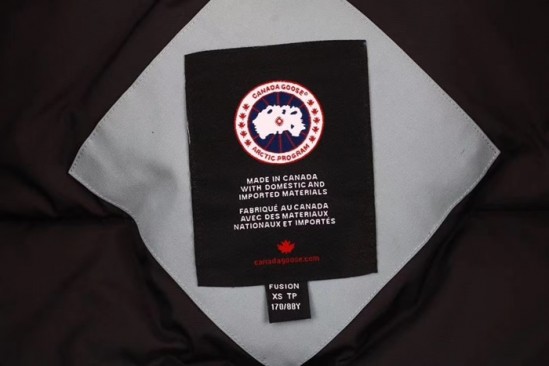 CANADA GOOSE®
ARCTIC PROGRAM
MADE IN CANADA
WITH DOMESTIC AND
IMPORTED MATERIALS
FABRIQUÉ AU CANADA
AVEC DES MATERIAUX
NATIONAUX ET IMPORTÉS
canadagoose.com
FUSION
XS TP
170/88Y